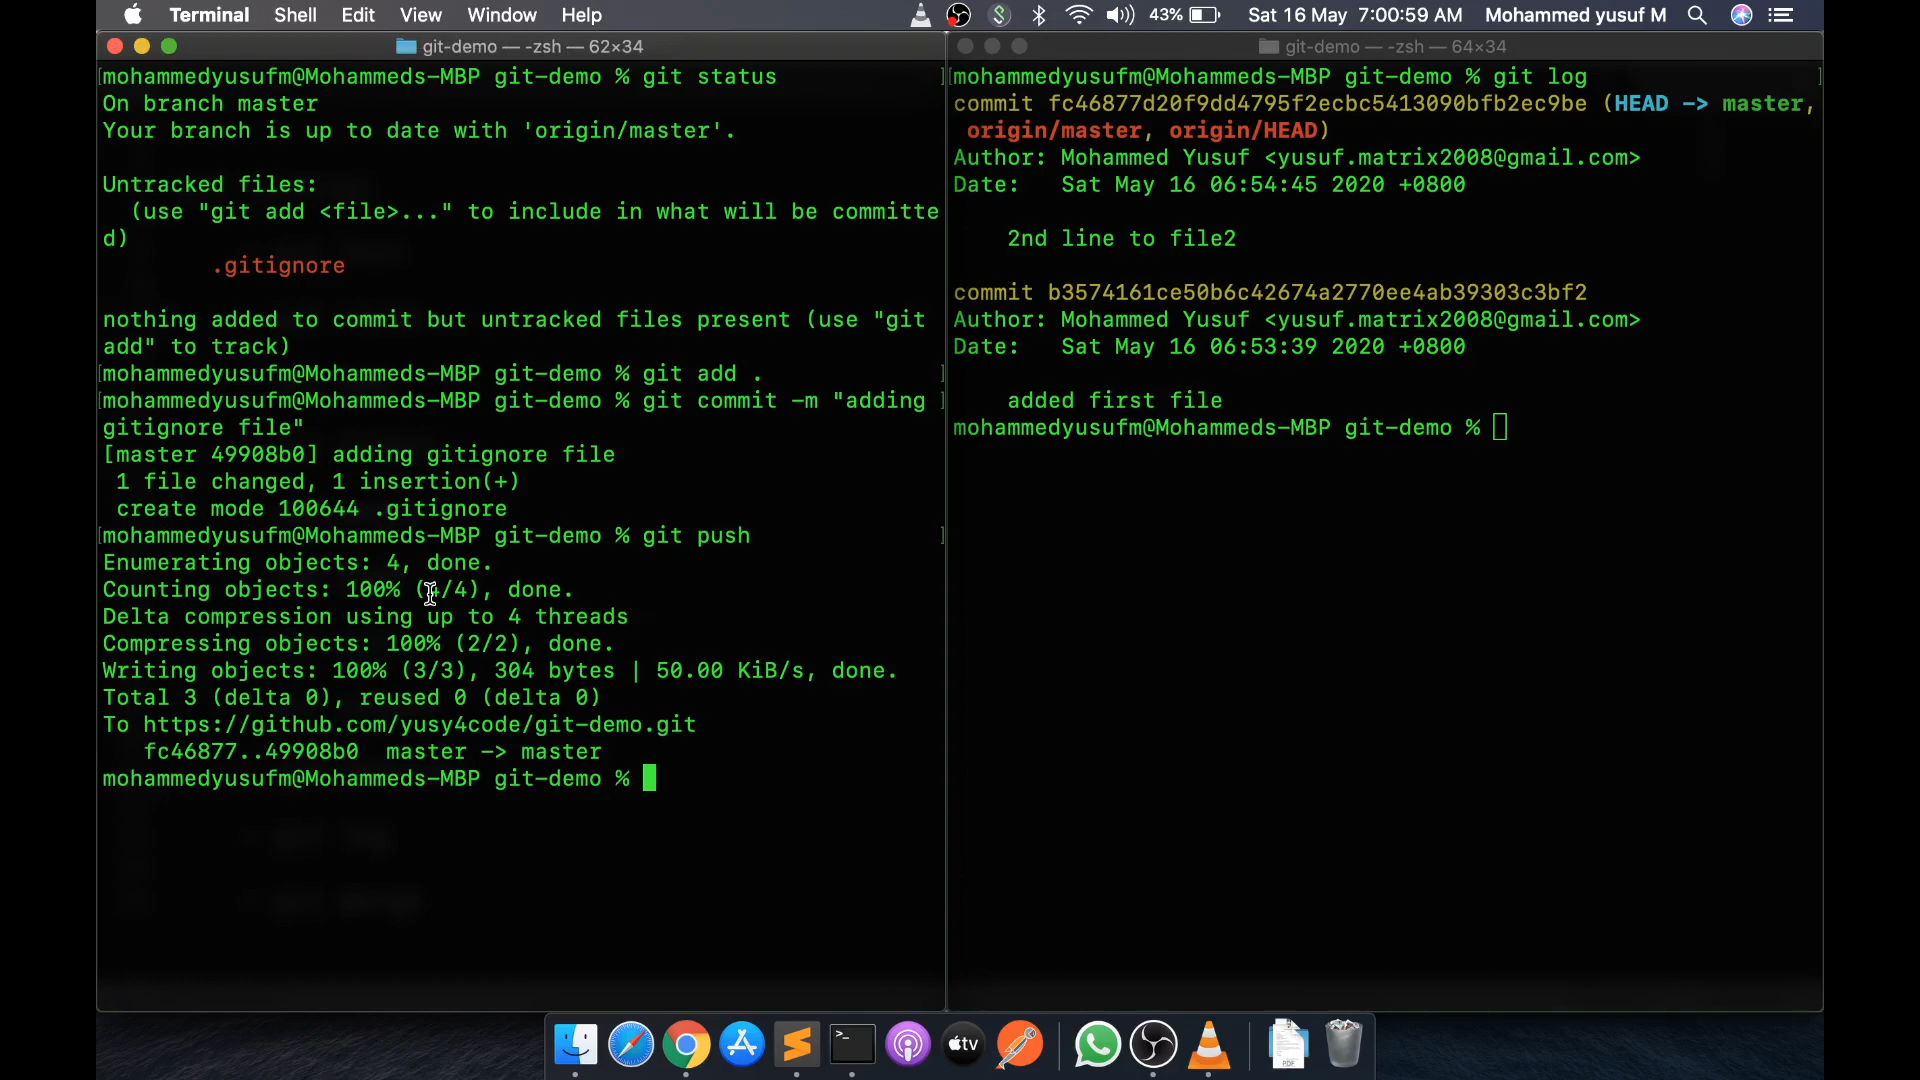 Terminal Shell Edit View Window Help 43% Sat 16 May 7:00:59 AM Mohammed yusuf M
git-demo — -zsh — 62×34
[mohammedyusufm@Mohammeds-MBP git-demo % git status ]
On branch master
Your branch is up to date with 'origin/master'.
Untracked files:
(use "git add <file>..." to include in what will be committe
d)
.gitignore
nothing added to commit but untracked files present (use "git
add" to track)
[mohammedyusufm@Mohammeds-MBP git-demo % git add . ]
[mohammedyusufm@Mohammeds-MBP git-demo % git commit -m "adding ]
gitignore file"
[master 49908b0] adding gitignore file
1 file changed, 1 insertion(+)
create mode 100644 .gitignore
[mohammedyusufm@Mohammeds-MBP git-demo % git push ]
Enumerating objects: 4, done.
Counting objects: 100% (4/4), done.
Delta compression using up to 4 threads
Compressing objects: 100% (2/2), done.
Writing objects: 100% (3/3), 304 bytes | 50.00 KiB/s, done.
Total 3 (delta 0), reused 0 (delta 0)
To https://github.com/yusy4code/git-demo.git
fc46877..49908b0 master -> master
mohammedyusufm@Mohammeds-MBP git-demo %
git-demo — -zsh — 64×34
[mohammedyusufm@Mohammeds-MBP git-demo % git log ]
commit fc46877d20f9dd4795f2ecbc5413090bfb2ec9be (HEAD -> master,
origin/master, origin/HEAD)
Author: Mohammed Yusuf <yusuf.matrix2008@gmail.com>
Date: Sat May 16 06:54:45 2020 +0800
2nd line to file2
commit b3574161ce50b6c42674a2770ee4ab39303c3bf2
Author: Mohammed Yusuf <yusuf.matrix2008@gmail.com>
Date: Sat May 16 06:53:39 2020 +0800
added first file
mohammedyusufm@Mohammeds-MBP git-demo %
tv
PDF